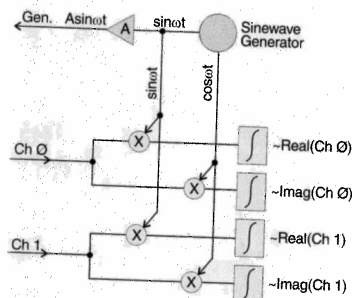 Gen. Asinωt sinωt Sinewave
Generator
A
sinωt
cosωt
X
~Real(Ch Ø)
Ch Ø
X
~Imag(Ch Ø)
X
~Real(Ch 1)
Ch 1
X
~Imag(Ch 1)